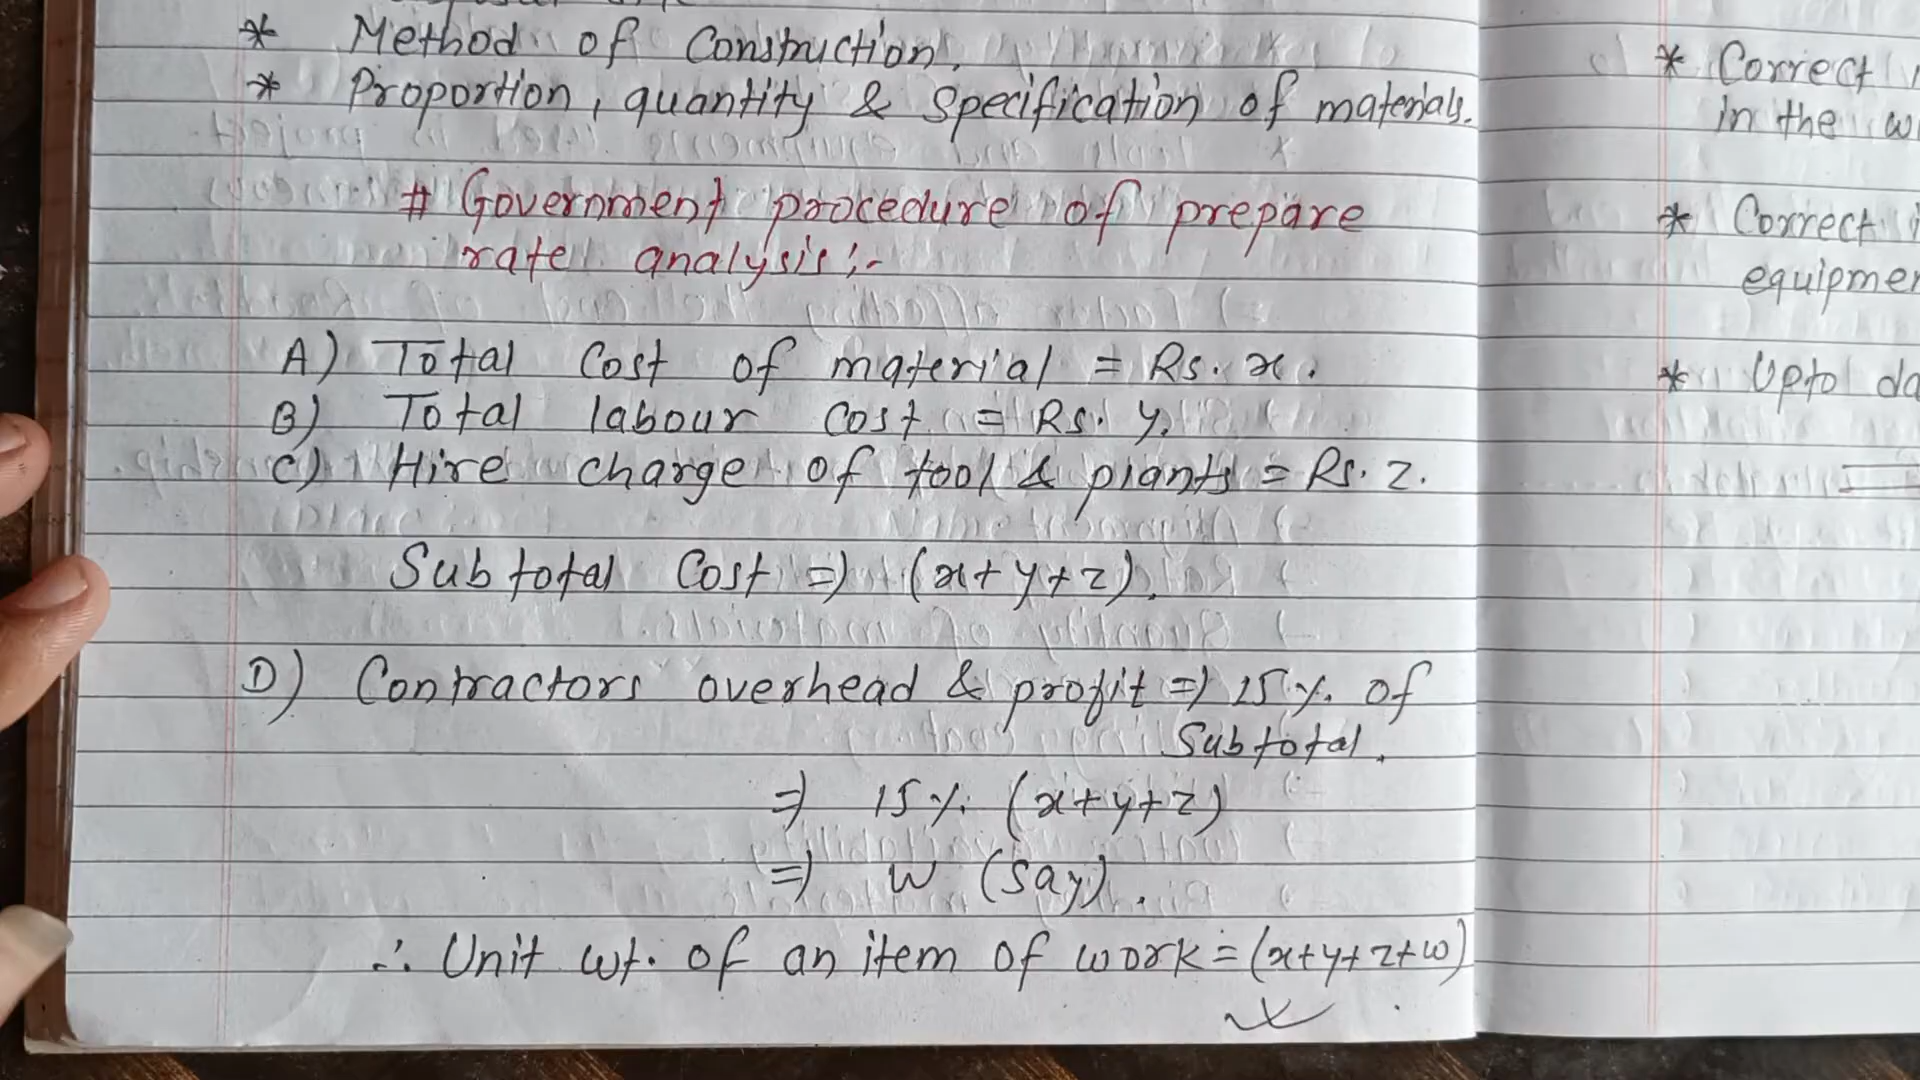 * Method of Construction.
* Proportion, quantity & Specification of materials.
# Government procedure of prepare
rate analysis :-
A) Total Cost of material = Rs. x.
B) Total labour cost = Rs. y.
C) Hire charge of tool & plants = Rs. z.
Subtotal Cost => (x+y+z).
D) Contractors overhead & profit => 15% of
Subtotal.
=> 15% (x+y+z)
=> w (say).
∴ Unit wt. of an item of work = (x+y+z+w)
* Correct
in the
* Correct
* Upto